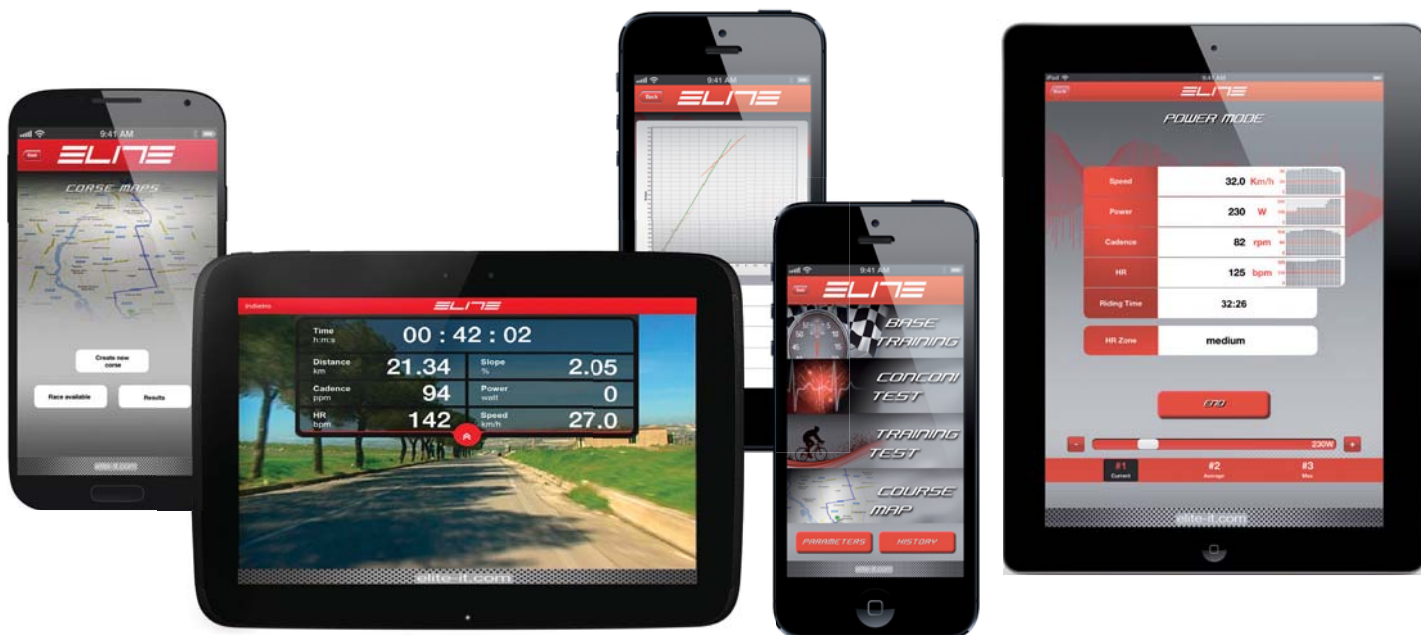 9:41 AM
Back
ELITE
CORSE MAPS
Create new
corse
Race available
Results
elite-it.com
Indietro
ELITE
Time
h:m:s
00 : 42 : 02
Distance
km
21.34
Slope
%
2.05
Cadence
ppm
94
Power
watt
0
HR
bpm
142
Speed
km/h
27.0
elite-it.com
9:41 AM
Back
ELITE
9:41 AM
ELITE
BASE
TRAINING
CONCONI
TEST
TRAINING
TEST
COURSE
MAP
PARAMETERS
HISTORY
elite-it.com
iPad
9:41 AM
Back
ELITE
POWER MODE
Speed
32.0 Km/h
Power
230 W
Cadence
82 rpm
HR
125 bpm
Riding Time
32:26
HR Zone
medium
END
-
230W
+
#1
Current
#2
Average
#3
Max
elite-it.com